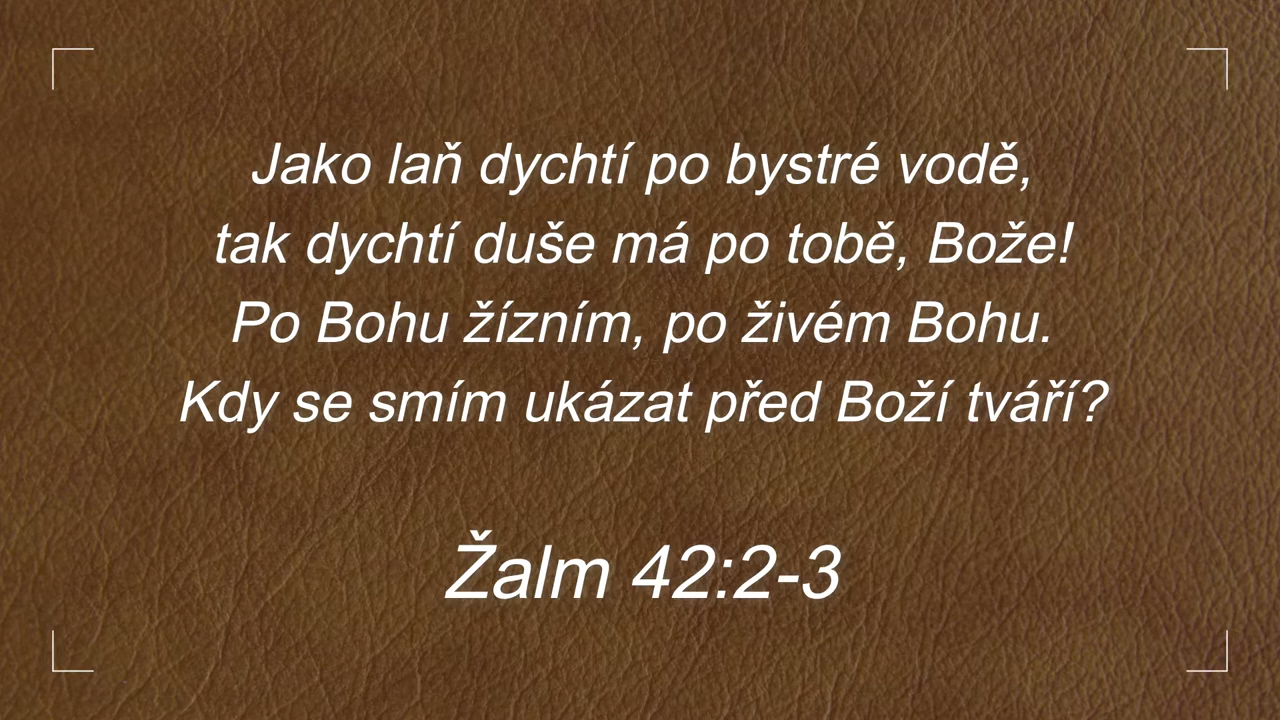 Jako laň dychtí po bystré vodě,
tak dychtí duše má po tobě, Bože!
Po Bohu žízním, po živém Bohu.
Kdy se smím ukázat před Boží tváří?
Žalm 42:2-3